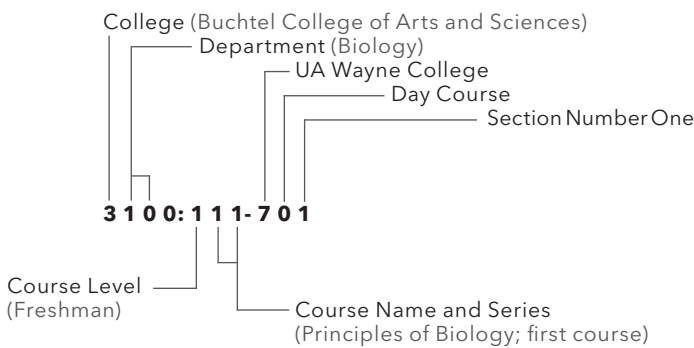 College (Buchtel College of Arts and Sciences)
Department (Biology)
UA Wayne College
Day Course
Section Number One
3 1 0 0: 1 1 1- 7 0 1
Course Level
(Freshman)
Course Name and Series
(Principles of Biology; first course)